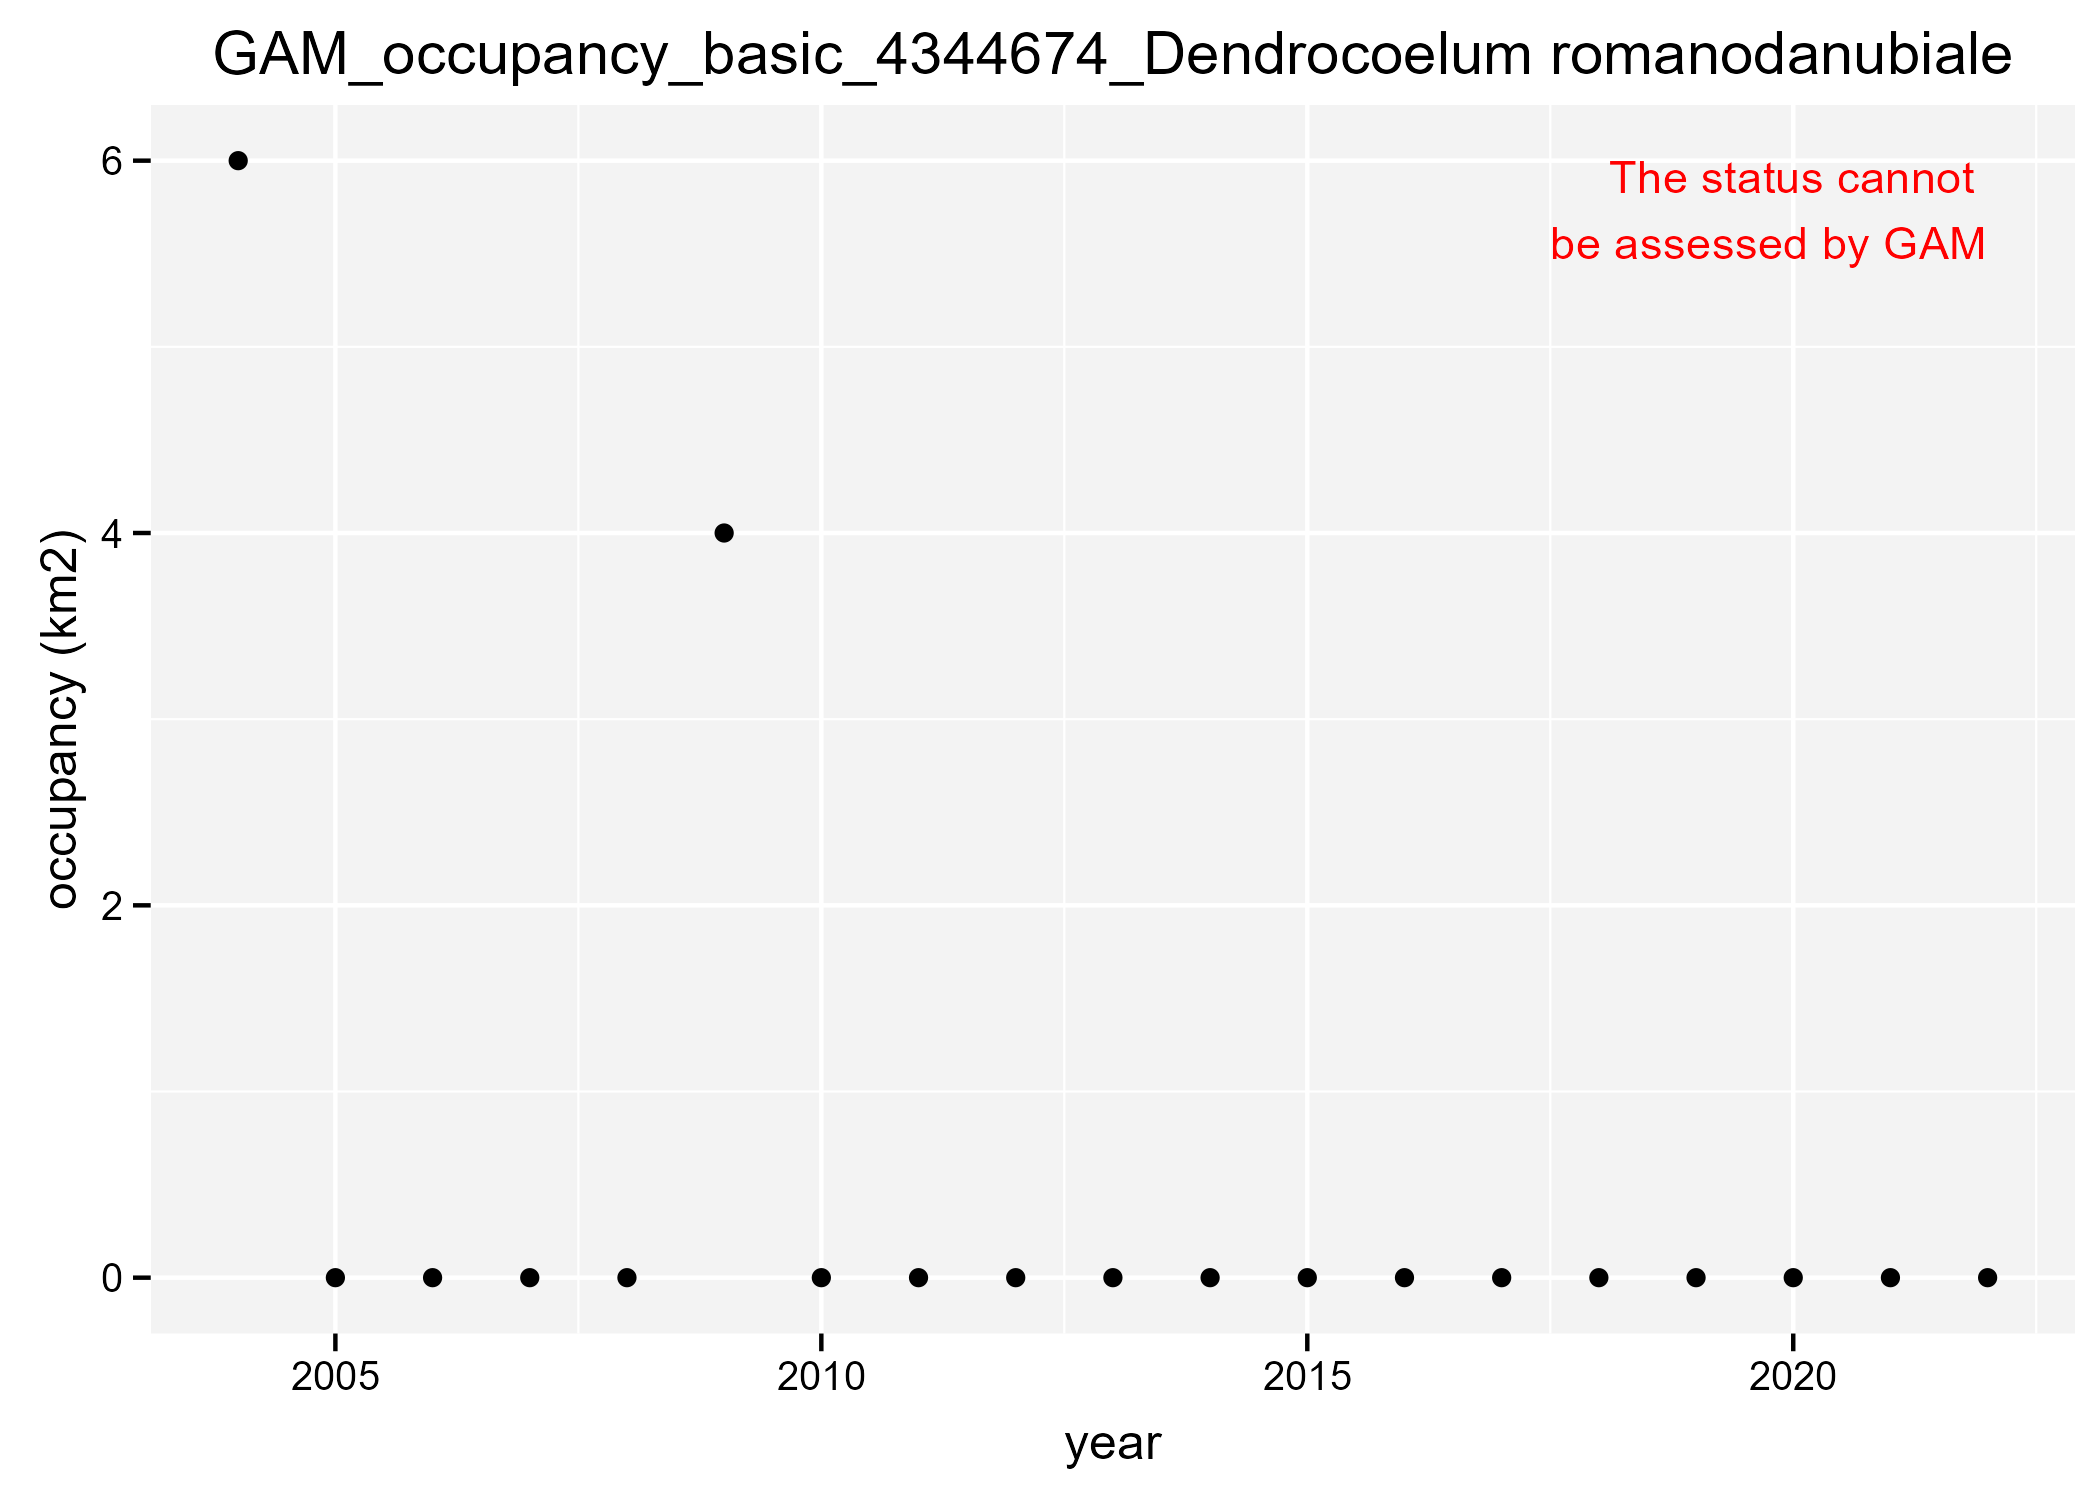 GAM_occupancy_basic_4344674_Dendrocoelum romanodanubiale
The status cannot
be assessed by GAM
6
4
2
0
occupancy (km2)
2005 2010 2015 2020
year